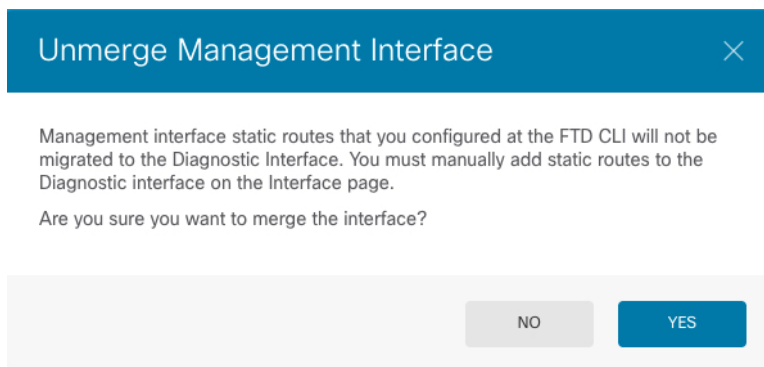 Unmerge Management Interface
Management interface static routes that you configured at the FTD CLI will not be
migrated to the Diagnostic Interface. You must manually add static routes to the
Diagnostic interface on the Interface page.
Are you sure you want to merge the interface?
NO
YES